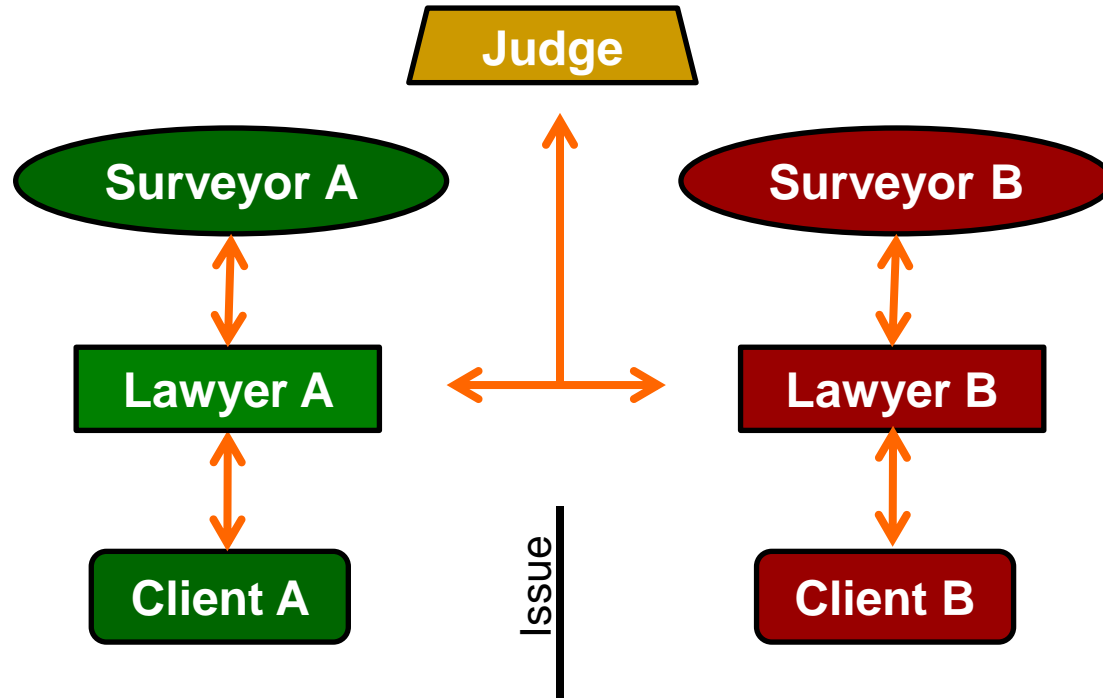 Judge
Surveyor A
Surveyor B
Lawyer A
Lawyer B
Issue
Client A
Client B